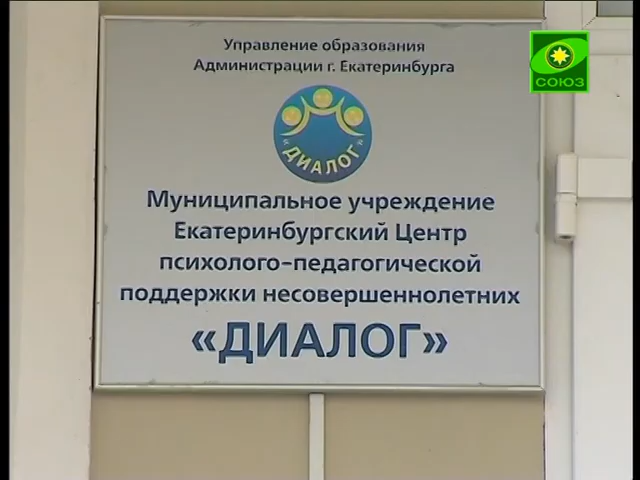 Управление образования
Администрации г. Екатеринбурга
СОЮЗ
"ДИАЛОГ"
Муниципальное учреждение
Екатеринбургский Центр
психолого-педагогической
поддержки несовершеннолетних
«ДИАЛОГ»